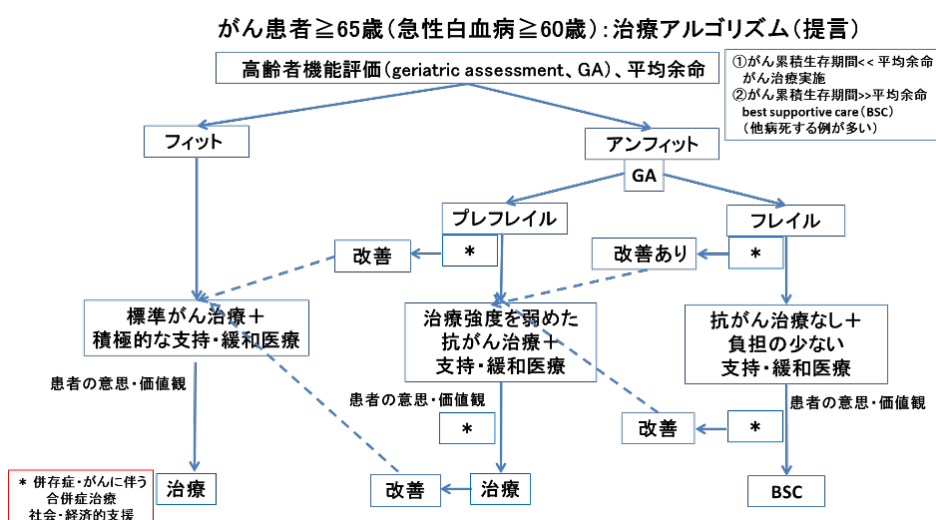 がん患者≧65歳（急性白血病≧60歳）：治療アルゴリズム（提言）
高齢者機能評価（geriatric assessment、GA）、平均余命
①がん累積生存期間<< 平均余命
がん治療実施
②がん累積生存期間>>平均余命
best supportive care（BSC）
（他病死する例が多い）
フィット
アンフィット
GA
プレフレイル
フレイル
改善
*
改善あり
*
標準がん治療＋
積極的な支持・緩和医療
治療強度を弱めた
抗がん治療＋
支持・緩和医療
抗がん治療なし＋
負担の少ない
支持・緩和医療
患者の意思・価値観
患者の意思・価値観
患者の意思・価値観
*
改善
*
* 併存症・がんに伴う
合併症治療
社会・経済的支援
治療
改善
治療
BSC